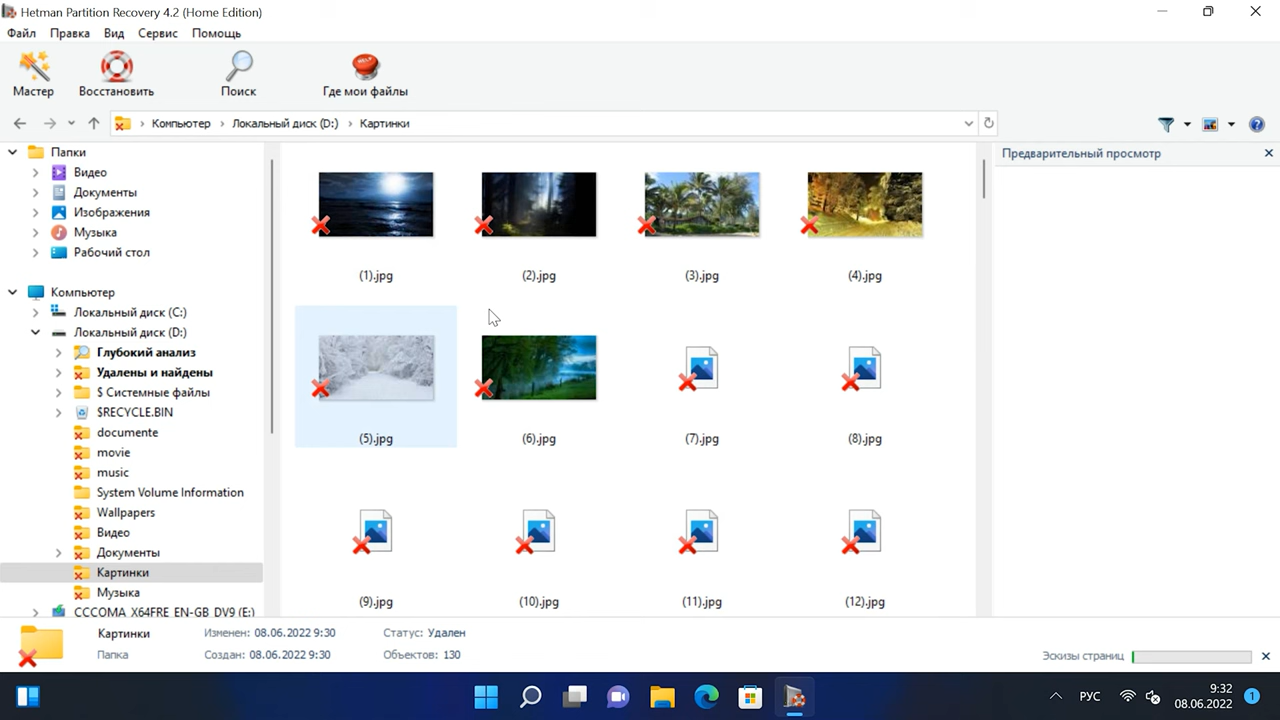 Hetman Partition Recovery 4.2 (Home Edition)
Файл Правка Вид Сервис Помощь
HELP
Мастер Восстановить Поиск Где мои файлы
Компьютер Локальный диск (D:) Картинки
Папки
Видео
Документы
Изображения
Музыка
Рабочий стол
Компьютер
Локальный диск (C:)
Локальный диск (D:)
Глубокий анализ
Удалены и найдены
$ Системные файлы
$RECYCLE.BIN
documente
movie
music
System Volume Information
Wallpapers
Видео
Документы
Картинки
Музыка
CCCOMA_X64FRE_EN-GB_DV9 (E:)
(1).jpg (2).jpg (3).jpg (4).jpg
(5).jpg (6).jpg (7).jpg (8).jpg
(9).jpg (10).jpg (11).jpg (12).jpg
Предварительный просмотр
Картинки Изменен: 08.06.2022 9:30 Статус: Удален
Папка Создан: 08.06.2022 9:30 Объектов: 130
Эскизы страниц
РУС
9:32
08.06.2022
1